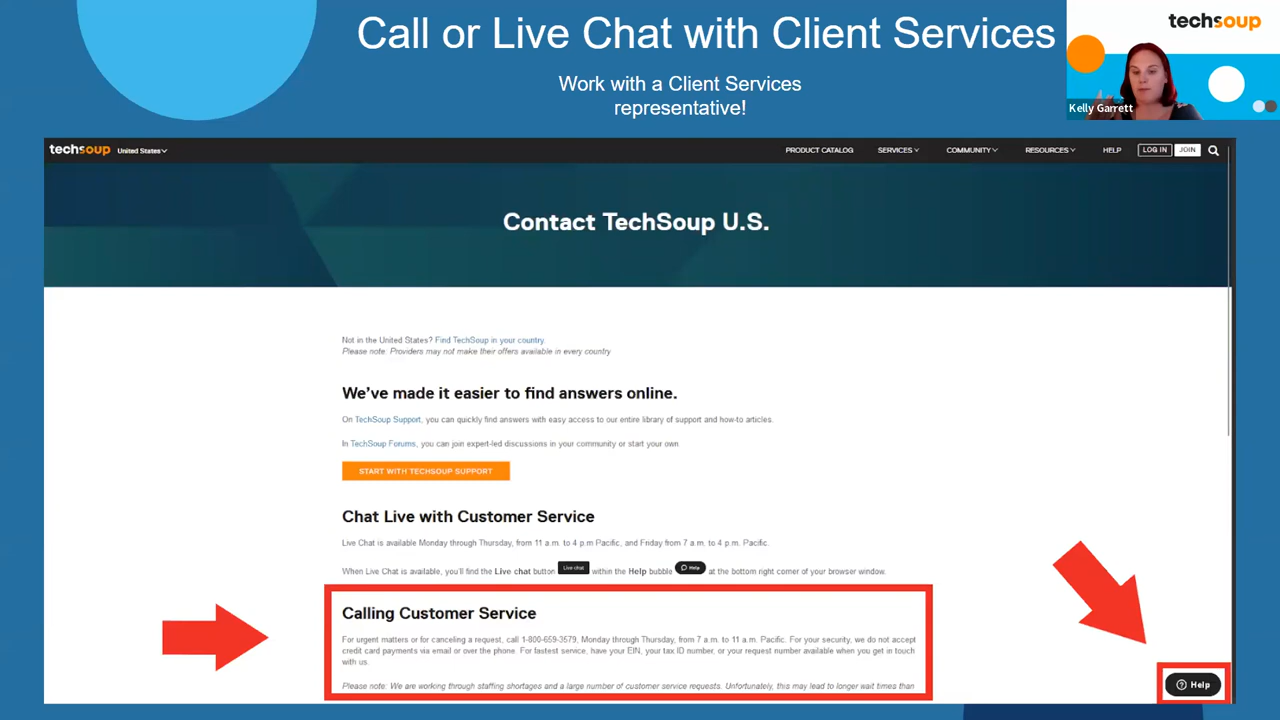 Call or Live Chat with Client Services
Work with a Client Services
representative!
techsoup
Kelly Garrett
techsoup United States
PRODUCT CATALOG SERVICES COMMUNITY RESOURCES HELP LOG IN JOIN
Contact TechSoup U.S.
Not in the United States? Find TechSoup in your country.
Please note: Providers may not make their offers available in every country
We've made it easier to find answers online.
On TechSoup Support, you can quickly find answers with easy access to our entire library of support and how-to articles.
In TechSoup Forums, you can join expert-led discussions in your community or start your own
START WITH TECHSOUP SUPPORT
Chat Live with Customer Service
Live Chat is available Monday through Thursday, from 11 a.m. to 4 p.m Pacific, and Friday from 7 a.m. to 4 p.m. Pacific.
When Live Chat is available, you'll find the Live chat button Live chat within the Help bubble Help at the bottom right corner of your browser window.
Calling Customer Service
For urgent matters or for canceling a request, call 1-800-659-3579, Monday through Thursday, from 7 a.m. to 11 a.m. Pacific. For your security, we do not accept
credit card payments via email or over the phone. For fastest service, have your EIN, your tax ID number, or your request number available when you get in touch
with us.
Please note: We are working through staffing shortages and a large number of customer service requests. Unfortunately, this may lead to longer wait times than
Help